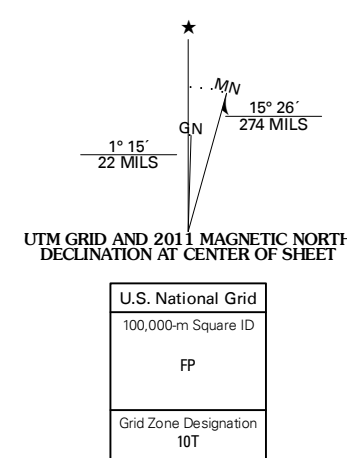 ★
MN
15° 26´
274 MILS
GN
1° 15´
22 MILS
UTM GRID AND 2011 MAGNETIC NORTH
DECLINATION AT CENTER OF SHEET
U.S. National Grid
100,000-m Square ID
FP
Grid Zone Designation
10T